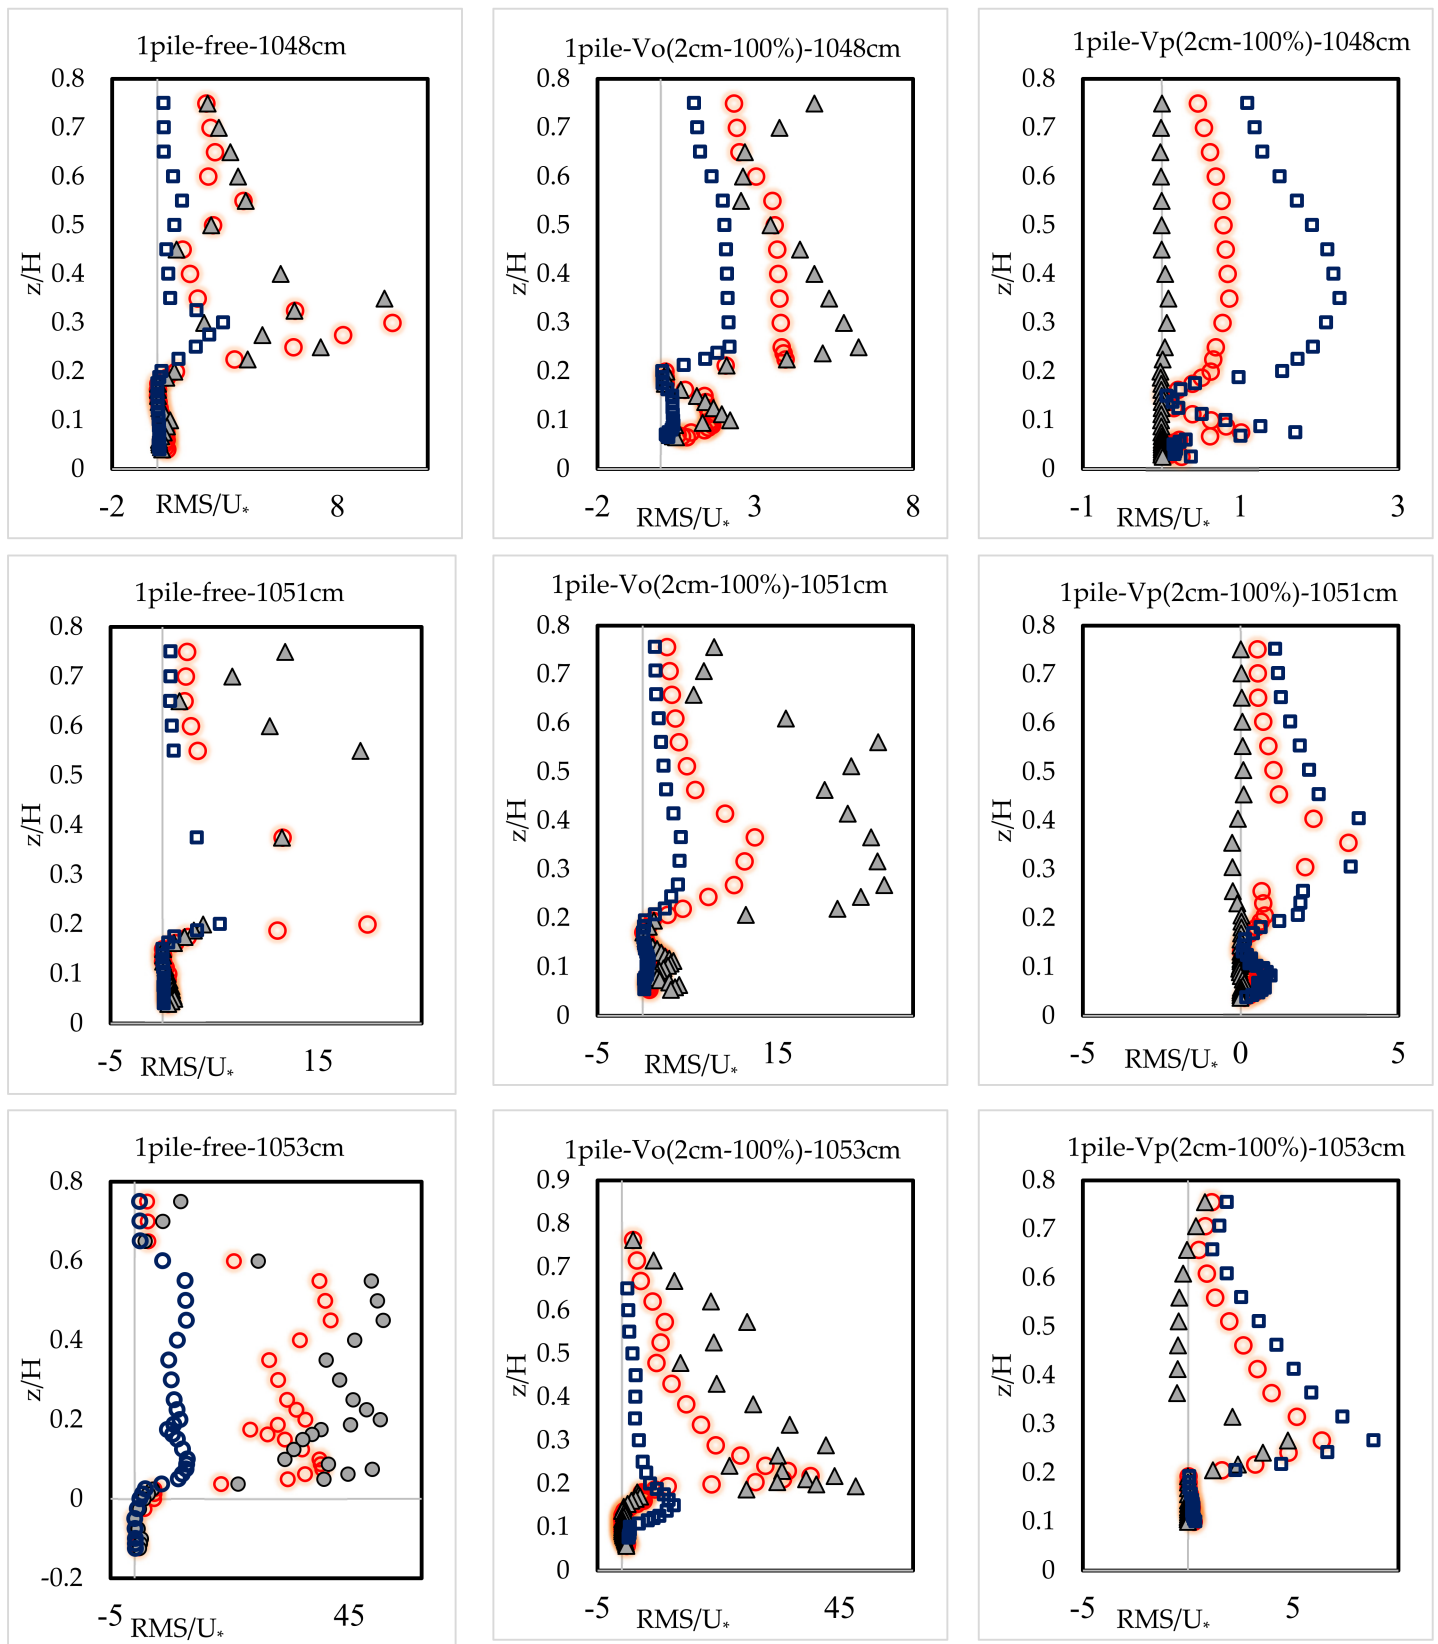 1pile-free-1048cm
0.8
0.7
0.6
0.5
0.4
0.3
0.2
0.1
0
z/H
-2 RMS/U* 8
1pile-Vo(2cm-100%)-1048cm
0.8
0.7
0.6
0.5
0.4
0.3
0.2
0.1
0
z/H
-2 RMS/U* 3 8
1pile-Vp(2cm-100%)-1048cm
0.8
0.7
0.6
0.5
0.4
0.3
0.2
0.1
0
z/H
-1 RMS/U* 1 3
1pile-free-1051cm
0.8
0.7
0.6
0.5
0.4
0.3
0.2
0.1
0
z/H
-5 RMS/U* 15
1pile-Vo(2cm-100%)-1051cm
0.8
0.6
0.5
0.3
0.2
0.1
0
z/H
-5 RMS/U* 15
1pile-Vp(2cm-100%)-1051cm
0.8
0.7
0.6
0.5
0.4
0.3
0.2
0.1
0
z/H
-5 RMS/U* 0 5
1pile-free-1053cm
0.8
0.6
0.4
0.2
0
-0.2
z/H
-5 RMS/U* 45
1pile-Vo(2cm-100%)-1053cm
0.9
0.8
0.7
0.6
0.5
0.4
0.3
0.2
0.1
0
z/H
-5 RMS/U* 45
1pile-Vp(2cm-100%)-1053cm
0.8
0.7
0.6
0.5
0.4
0.3
0.2
0.1
0
z/H
-5 RMS/U* 5